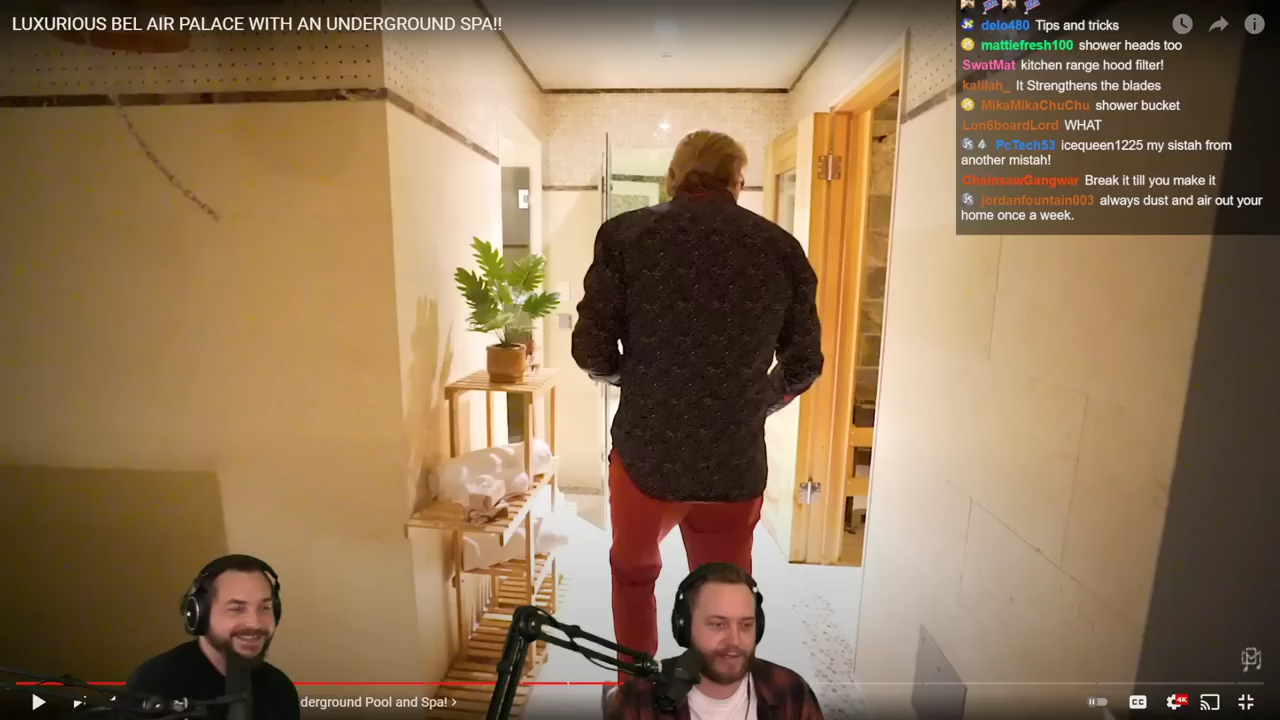 LUXURIOUS BEL AIR PALACE WITH AN UNDERGROUND SPA!!
delo480 Tips and tricks
mattiefresh100 shower heads too
SwatMat kitchen range hood filter!
kalilah_ It Strengthens the blades
MikaMikaChuChu shower bucket
Lon6boardLord WHAT
PcTech53 icequeen1225 my sistah from
another mistah!
ChainsawGangwar Break it till you make it
jordanfountain003 always dust and air out your
home once a week.
derground Pool and Spa! >
CC
4K